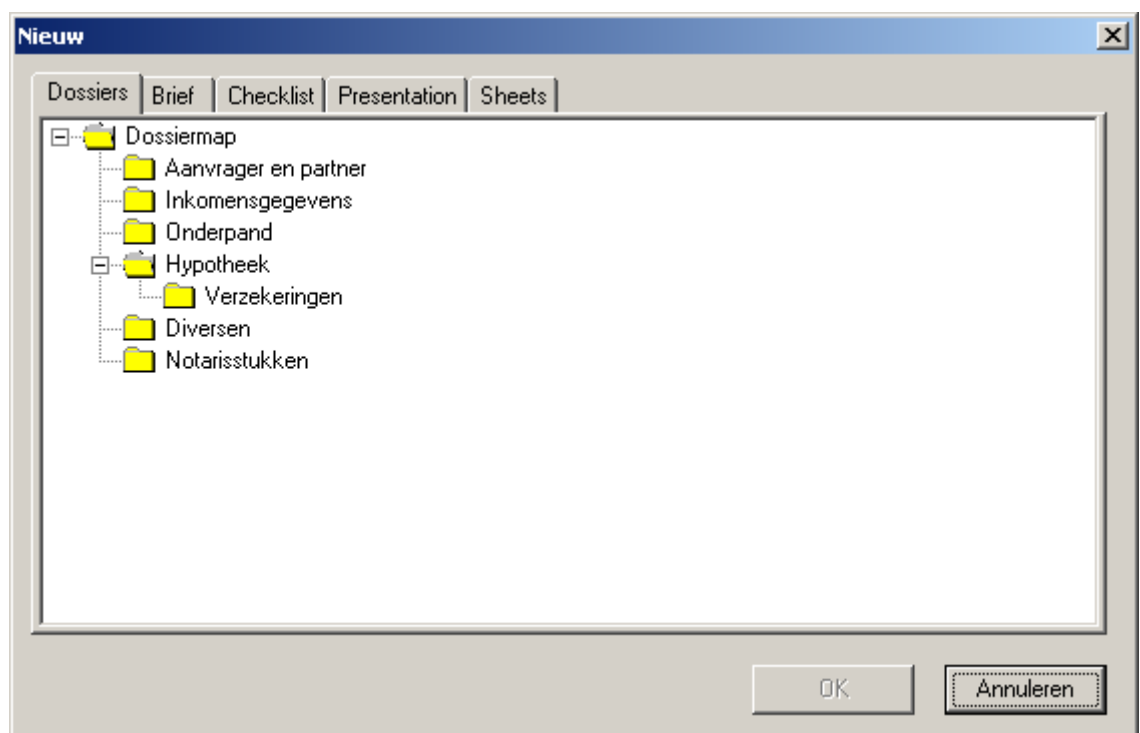 Nieuw
Dossiers Brief Checklist Presentation Sheets
Dossiermap
Aanvrager en partner
Inkomensgegevens
Onderpand
Hypotheek
Verzekeringen
Diversen
Notarisstukken
OK Annuleren